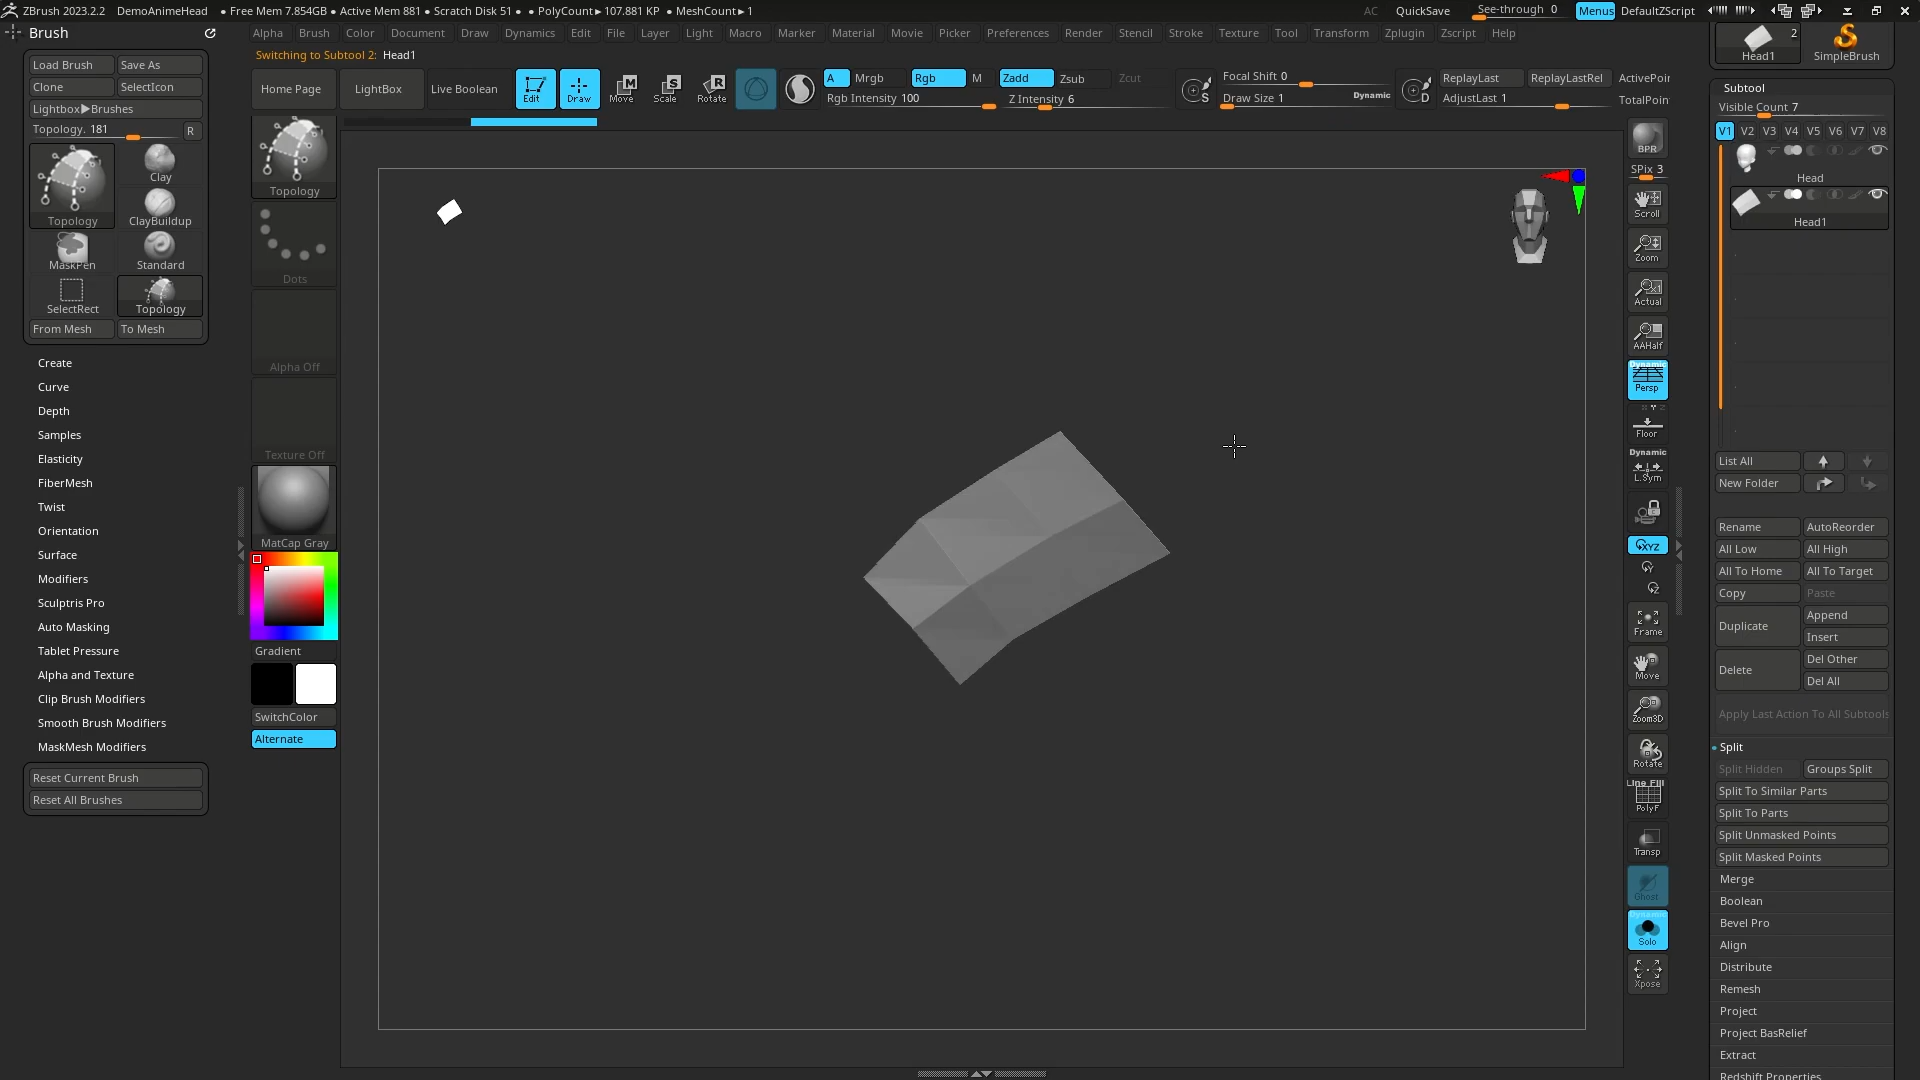 ZBrush 2023.2.2 DemoAnimeHead • Free Mem 7.854GB • Active Mem 881 • Scratch Disk 51 • • PolyCount▸ 107.881 KP • MeshCount▸ 1 AC QuickSave See-through 0 Menus DefaultZScript
Brush
Alpha Brush Color Document Draw Dynamics Edit File Layer Light Macro Marker Material Movie Picker Preferences Render Stencil Stroke Texture Tool Transform Zplugin Zscript Help
Switching to Subtool 2: Head1
Load Brush Save As
Clone SelectIcon
Lightbox▶Brushes
Topology. 181 R
Topology
Clay
ClayBuildup
MaskPen Standard
SelectRect Topology
From Mesh To Mesh
Create
Curve
Depth
Samples
Elasticity
FiberMesh
Twist
Orientation
Surface
Modifiers
Sculptris Pro
Auto Masking
Tablet Pressure
Alpha and Texture
Clip Brush Modifiers
Smooth Brush Modifiers
MaskMesh Modifiers
Reset Current Brush
Reset All Brushes
Home Page LightBox Live Boolean Edit Draw Move Scale Rotate
A Mrgb Rgb M Zadd Zsub Zcut
Rgb Intensity 100 Z Intensity 6
S Focal Shift 0
Draw Size 1 Dynamic D
ReplayLast ReplayLastRel ActivePoin
AdjustLast 1 TotalPoin
Topology
Dots
Alpha Off
Texture Off
MatCap Gray
Gradient
SwitchColor
Alternate
BPR
SPix 3
Scroll
Zoom
Actual
AAHalf
Dynamic
Persp
Floor
Dynamic
L.Sym
XYZ
Y
Z
Frame
Move
Zoom3D
Rotate
Line Fill
PolyF
Transp
Ghost
Dynamic
Solo
Xpose
2
Head1 SimpleBrush
Subtool
Visible Count 7
V1 V2 V3 V4 V5 V6 V7 V8
Head
Head1
List All
New Folder
Rename AutoReorder
All Low All High
All To Home All To Target
Copy Paste
Duplicate Append
Insert
Delete Del Other
Del All
Apply Last Action To All Subtools
Split
Split Hidden Groups Split
Split To Similar Parts
Split To Parts
Split Unmasked Points
Split Masked Points
Merge
Boolean
Bevel Pro
Align
Distribute
Remesh
Project
Project BasRelief
Extract
Redshift Properties